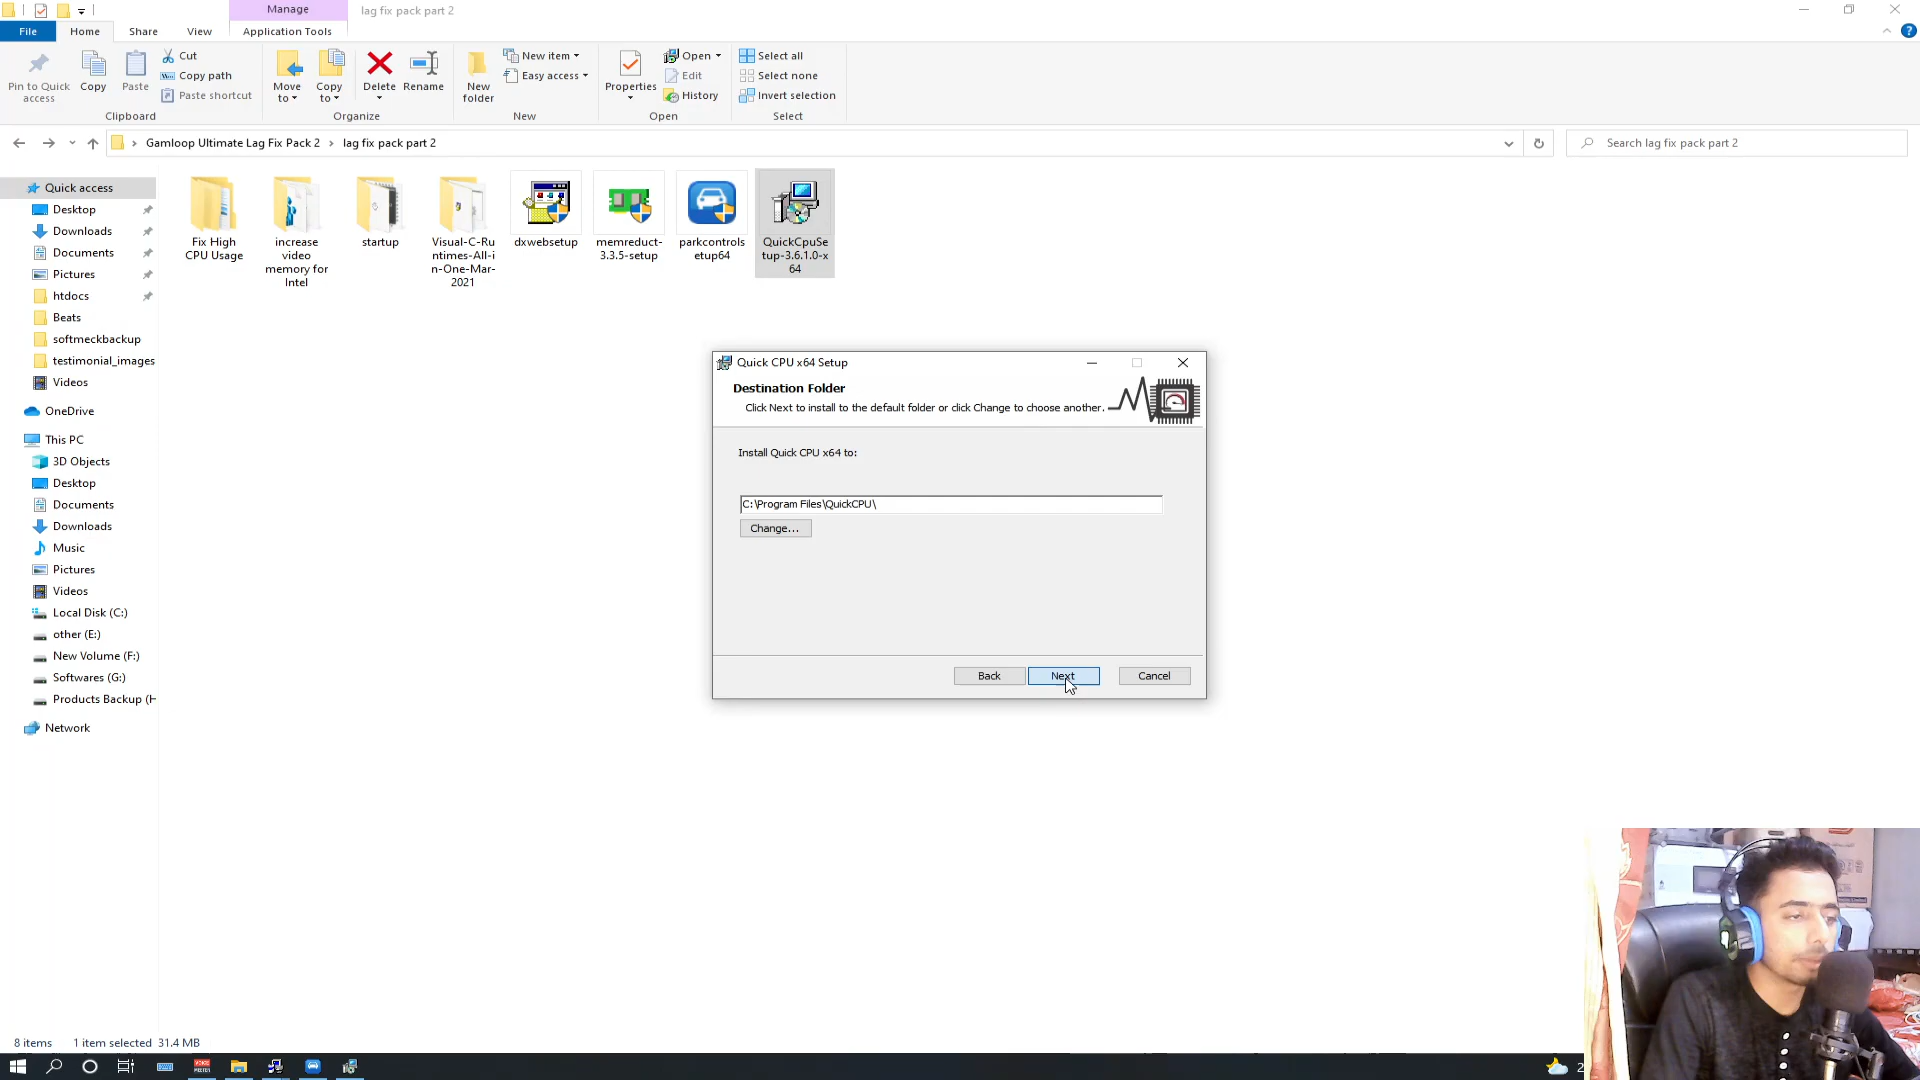 Manage
lag fix pack part 2
File
Home
Share
View
Application Tools
Pin to Quick
access
Copy
Paste
Cut
Copy path
Paste shortcut
Clipboard
Move
to
Copy
to
Delete
Rename
Organize
New
folder
New item
Easy access
New
Properties
Open
Edit
History
Open
Select all
Select none
Invert selection
Select
Gamloop Ultimate Lag Fix Pack 2 › lag fix pack part 2
Search lag fix pack part 2
Quick access
Desktop
Downloads
Documents
Pictures
htdocs
Beats
softmeckbackup
testimonial_images
Videos
OneDrive
This PC
3D Objects
Desktop
Documents
Downloads
Music
Pictures
Videos
Local Disk (C:)
other (E:)
New Volume (F:)
Softwares (G:)
Products Backup (H
Network
Fix High
CPU Usage
increase
video
memory for
Intel
startup
Visual-C-Ru
ntimes-All-i
n-One-Mar-
2021
dxwebsetup
memreduct-
3.3.5-setup
parkcontrols
etup64
QuickCpuSe
tup-3.6.1.0-x
64
Quick CPU x64 Setup
Destination Folder
Click Next to install to the default folder or click Change to choose another.
Install Quick CPU x64 to:
C:\Program Files\QuickCPU\
Change...
Back
Next
Cancel
8 items
1 item selected 31.4 MB
2